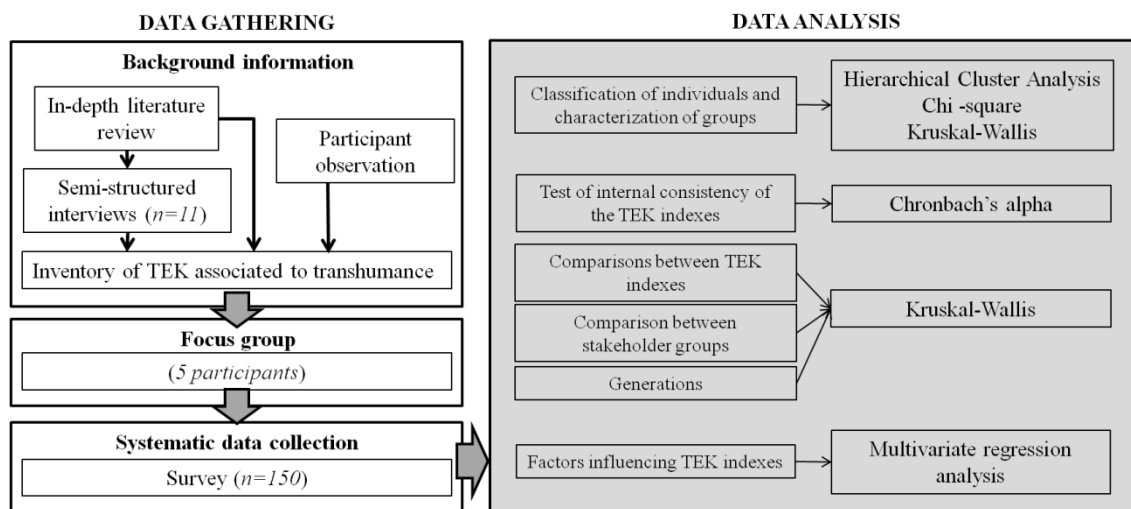 DATA GATHERING
Background information
In-depth literature
review
Participant
observation
Semi-structured
interviews (n=11)
Inventory of TEK associated to transhumance
Focus group
(5 participants)
Systematic data collection
Survey (n=150)
DATA ANALYSIS
Classification of individuals and
characterization of groups
Hierarchical Cluster Analysis
Chi -square
Kruskal-Wallis
Test of internal consistency of
the TEK indexes
Chronbach's alpha
Comparisons between TEK
indexes
Comparison between
stakeholder groups
Generations
Kruskal-Wallis
Factors influencing TEK indexes
Multivariate regression
analysis